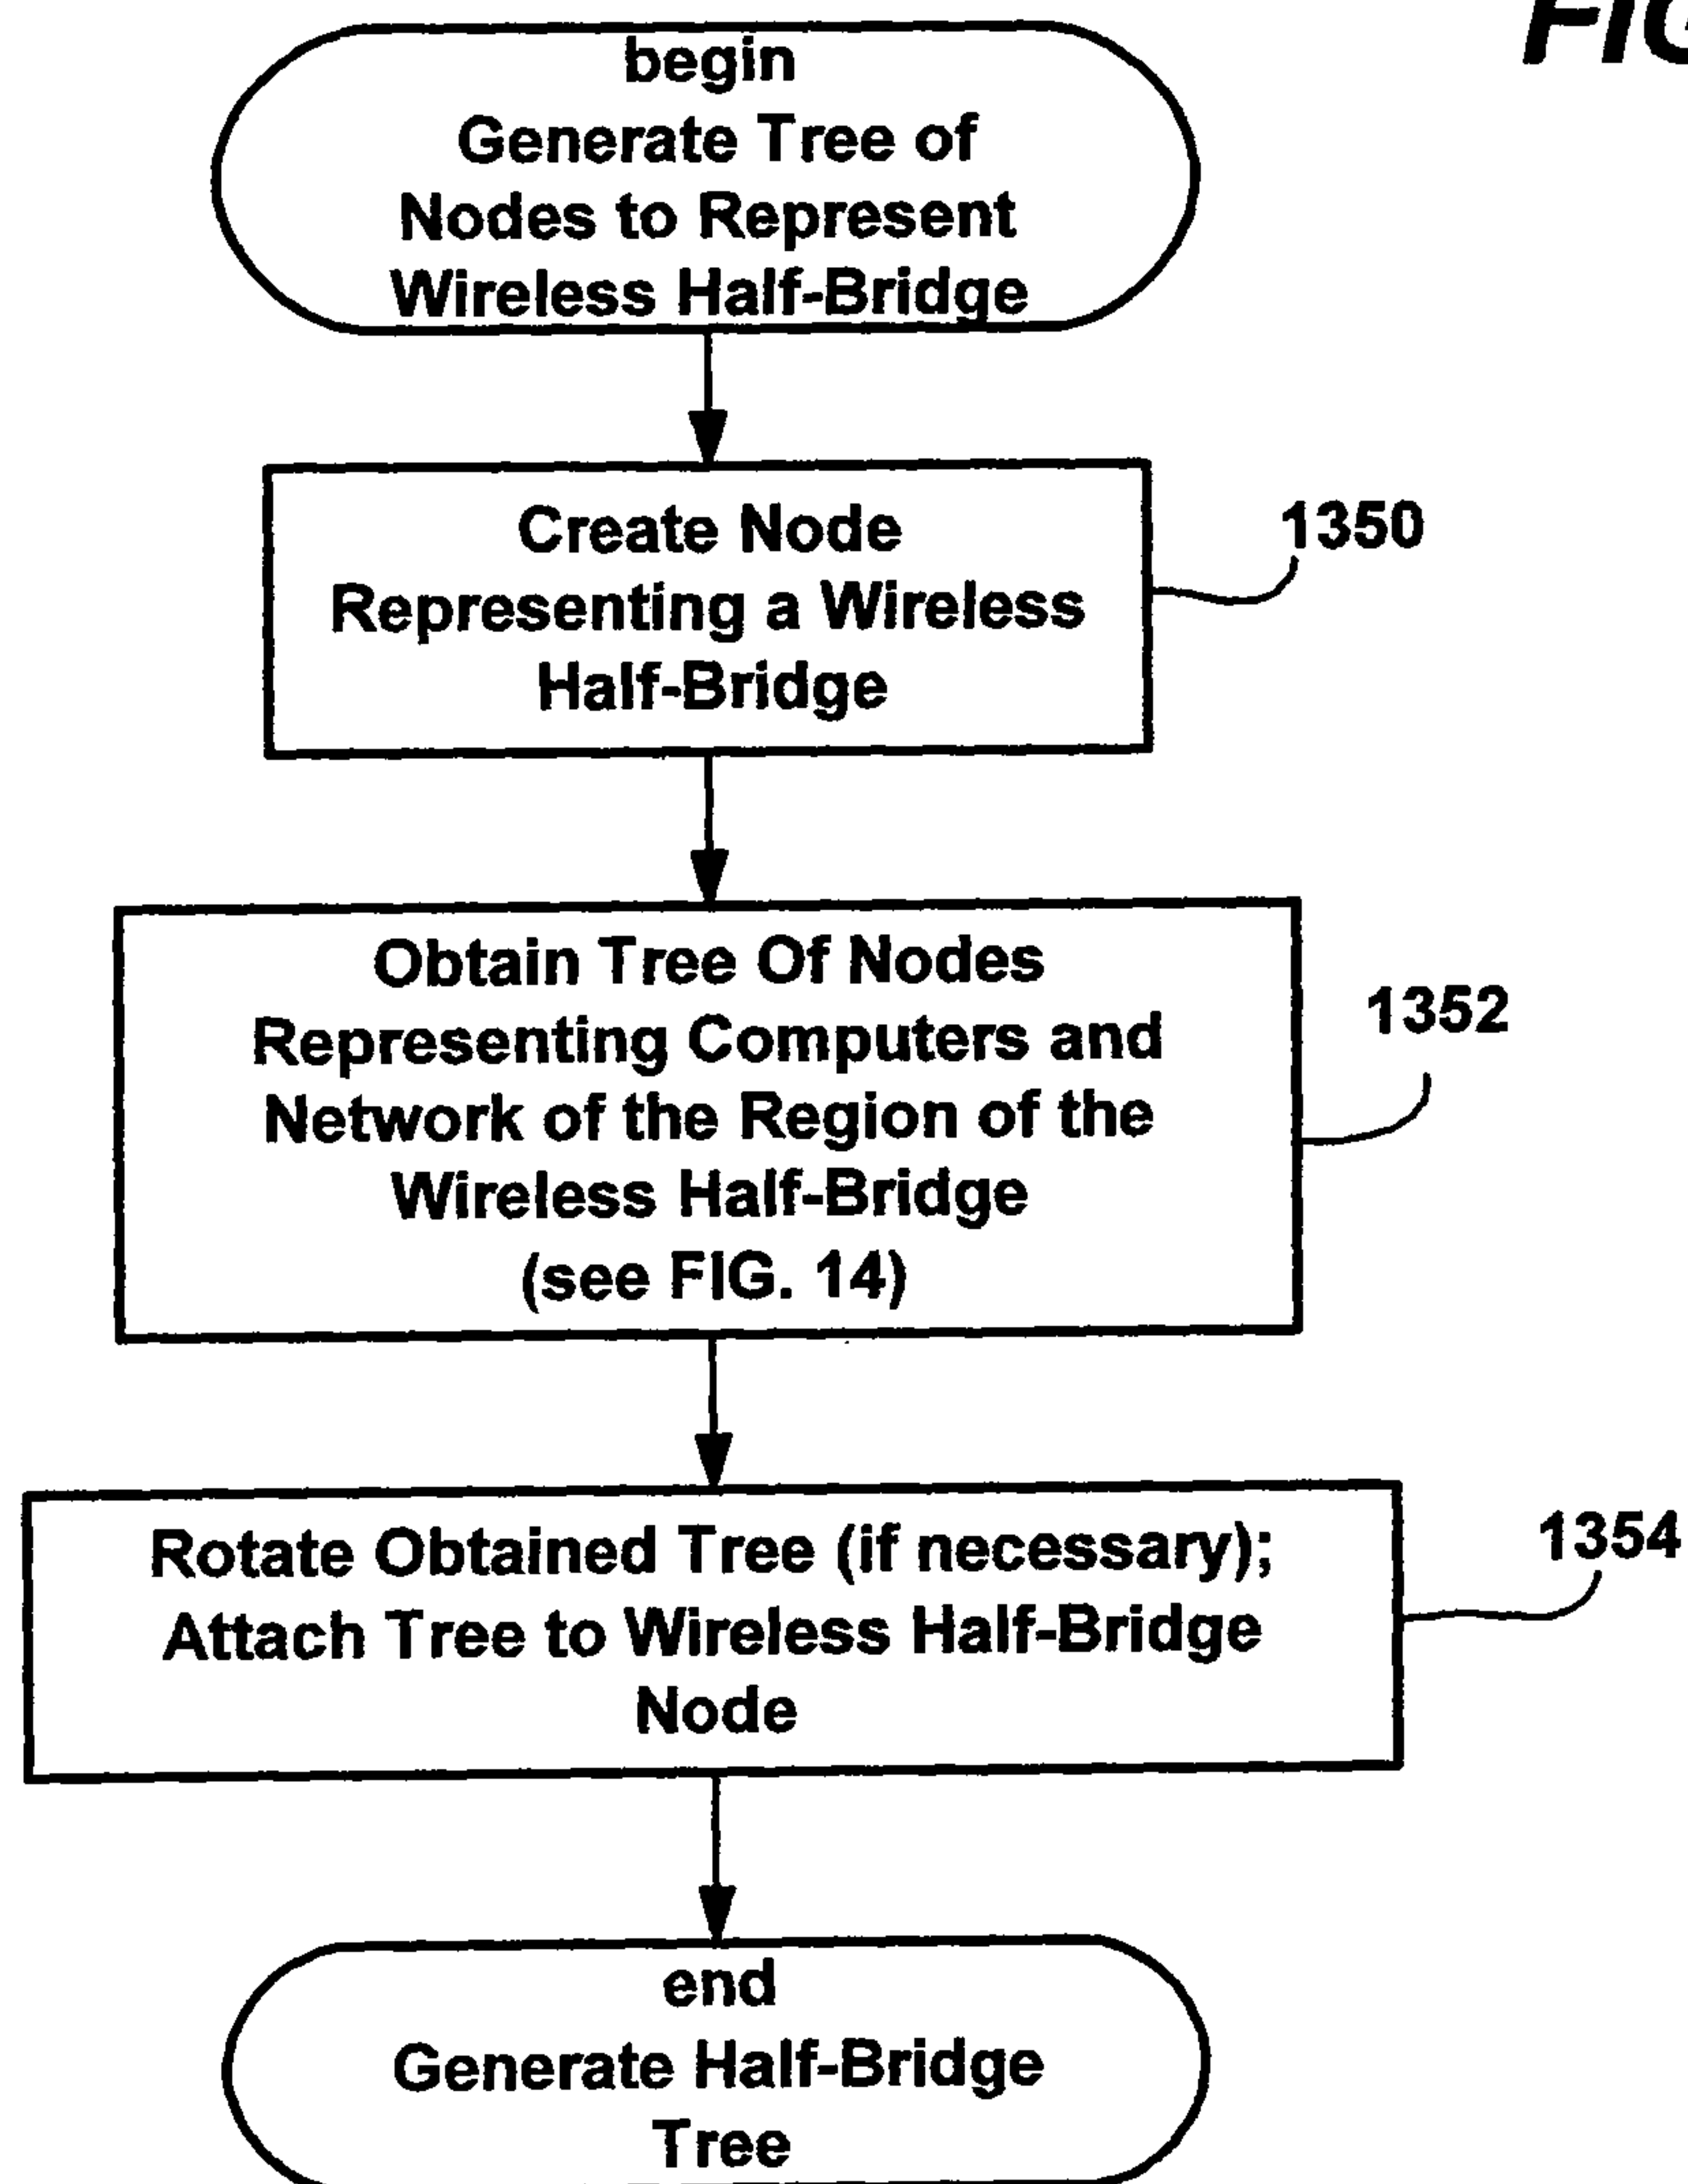 FIG
begin
Generate Tree of
Nodes to Represent
Wireless Half-Bridge
Create Node
Representing a Wireless
Half-Bridge
1350
Obtain Tree Of Nodes
Representing Computers and
Network of the Region of the
Wireless Half-Bridge
(see FIG. 14)
1352
Rotate Obtained Tree (if necessary);
Attach Tree to Wireless Half-Bridge
Node
1354
end
Generate Half-Bridge
Tree